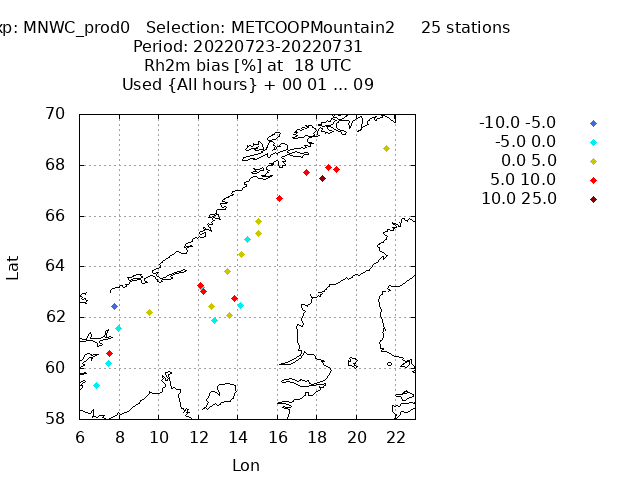 xp: MNWC_prod0 Selection: METCOOPMountain2 25 stations
Period: 20220723-20220731
Rh2m bias [%] at 18 UTC
Used {All hours} + 00 01 ... 09
70
68
66
64
62
60
58
Lat
6 8 10 12 14 16 18 20 22
Lon
-10.0 -5.0
-5.0 0.0
0.0 5.0
5.0 10.0
10.0 25.0